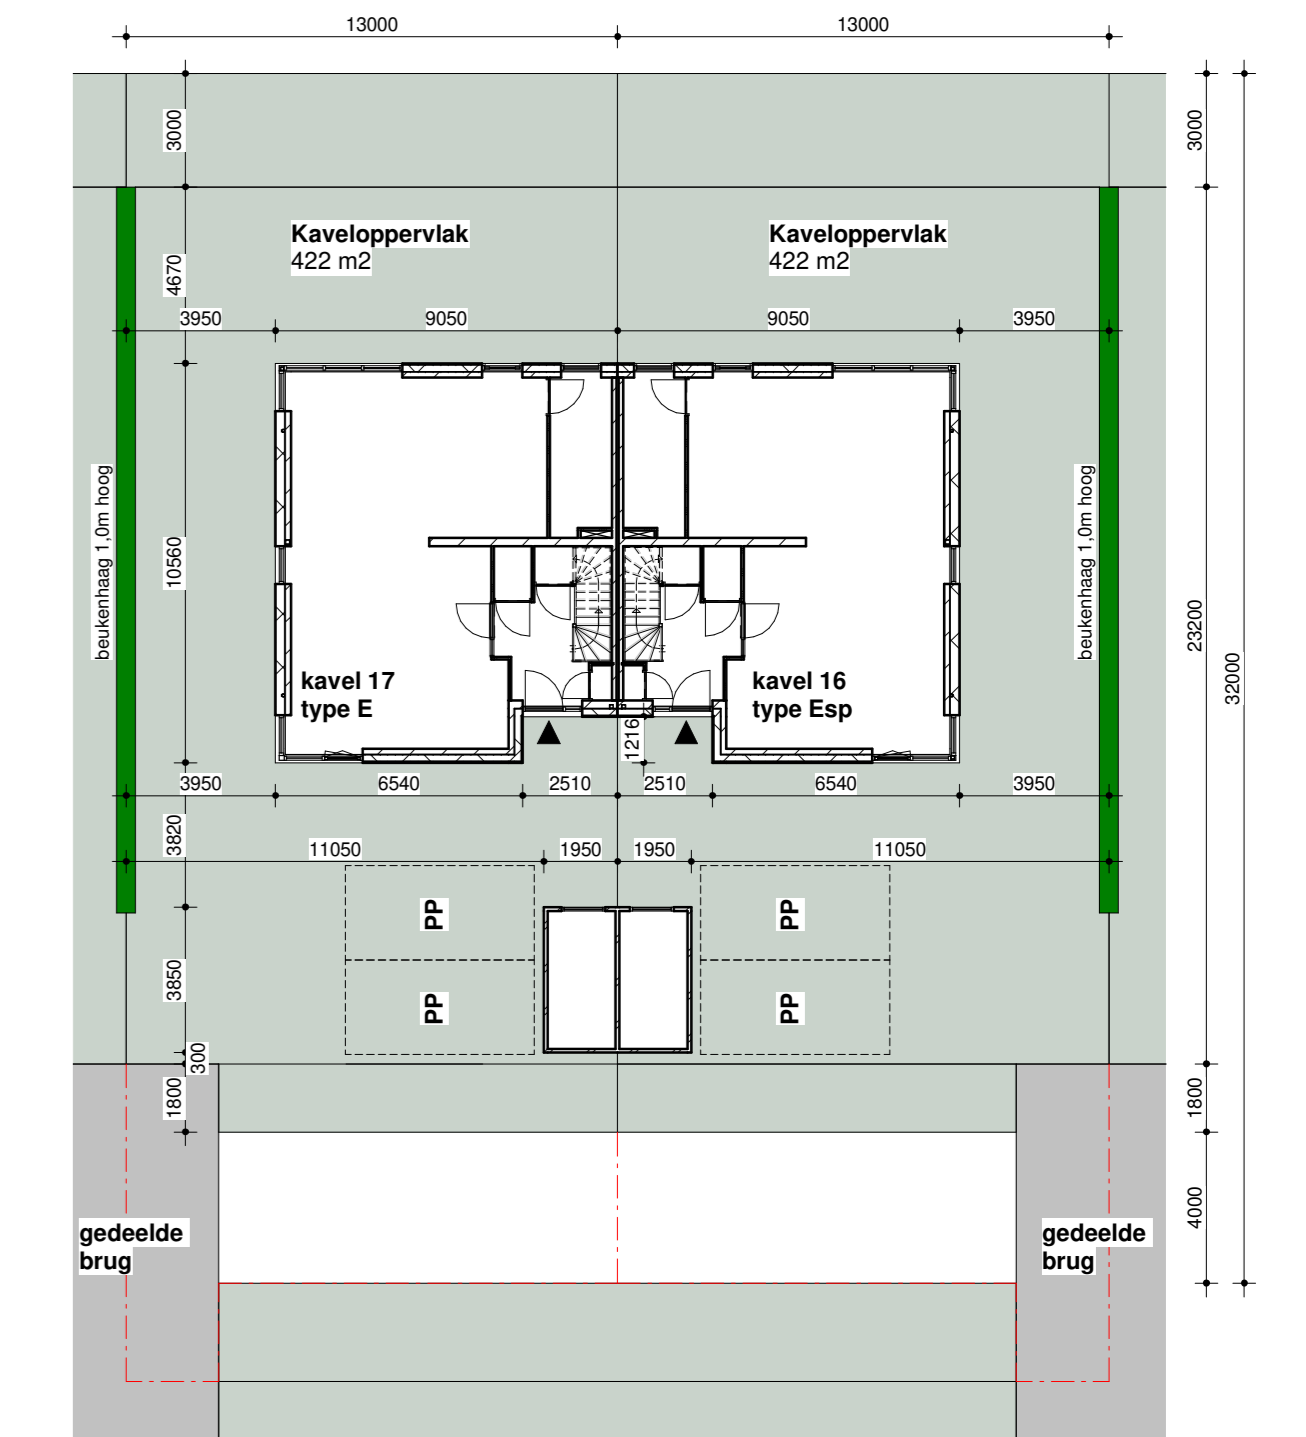 13000
13000
3000
3000
Kaveloppervlak
422 m2
Kaveloppervlak
422 m2
4670
3950
9050
9050
3950
beukenhaag 1,0m hoog
beukenhaag 1,0m hoog
10560
23200
32000
kavel 17
type E
kavel 16
type Esp
1216
3950
6540
2510
2510
6540
3950
3820
11050
1950
1950
11050
PP
PP
3850
PP
PP
300
1800
1800
4000
gedeelde
brug
gedeelde
brug